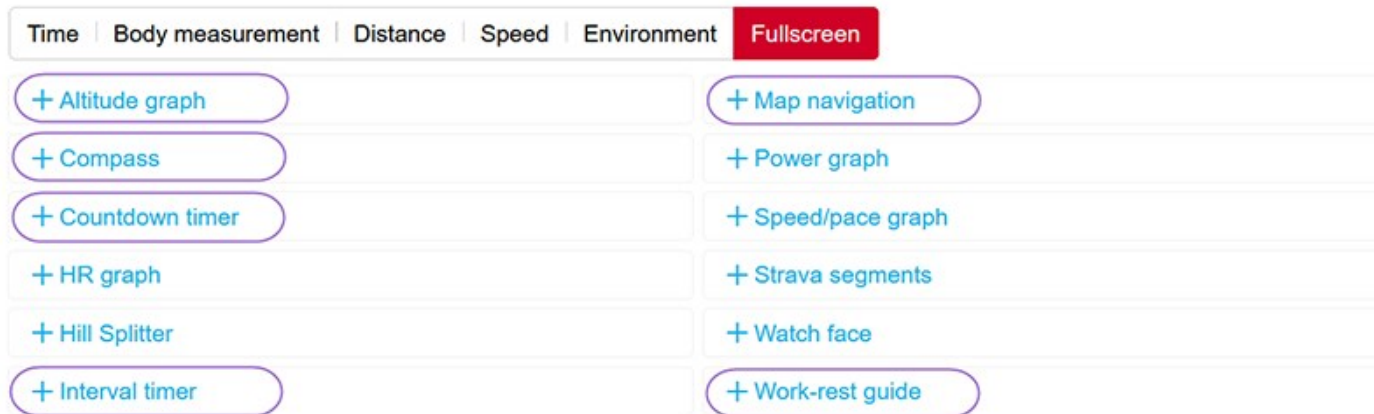 Time Body measurement Distance Speed Environment Fullscreen
+ Altitude graph
+ Compass
+ Countdown timer
+ HR graph
+ Hill Splitter
+ Interval timer
+ Map navigation
+ Power graph
+ Speed/pace graph
+ Strava segments
+ Watch face
+ Work-rest guide